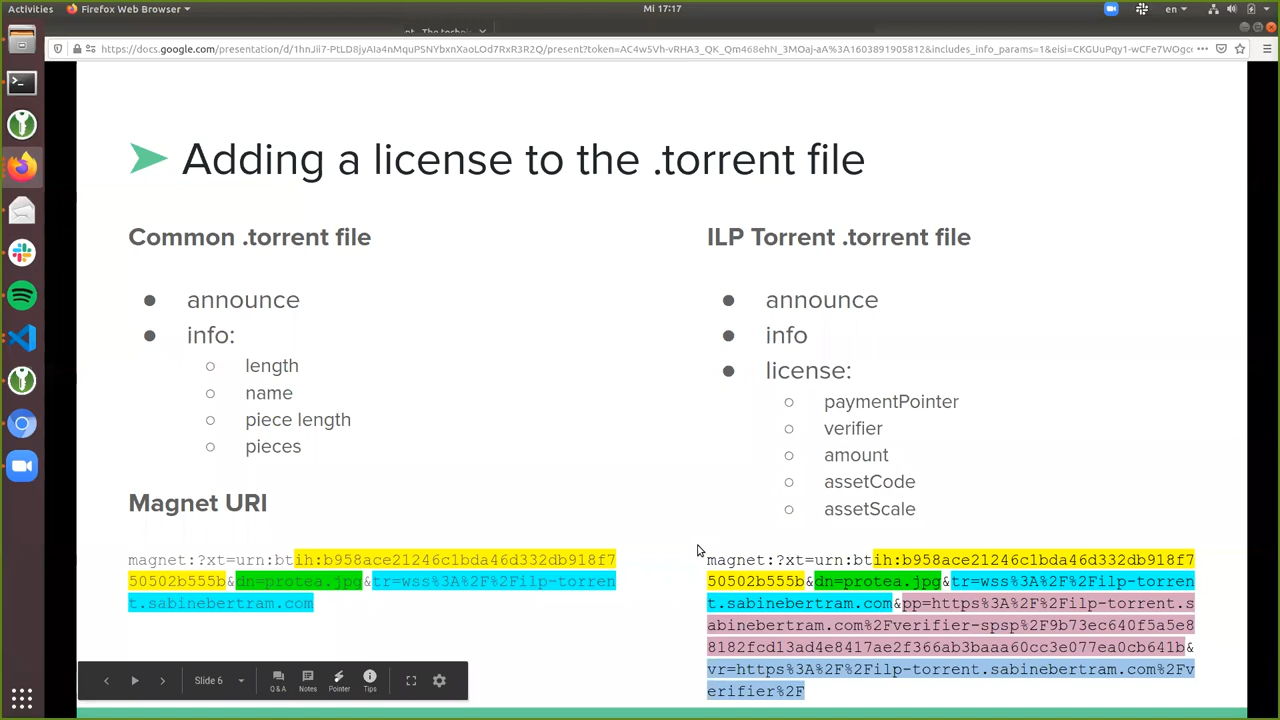 Activities Firefox Web Browser Mi 17:17 en
https://docs.google.com/presentation/d/1hnJii7-PtLD8jyAIa4nMquPSNYbxnXaoLOd7RxR3R2Q/present?token=AC4w5Vh-vRHA3_QK_Qm468ehN_3MOaj-aA%3A1603891905812&includes_info_params=1&eisi=CKGUuPqy1-wCFe7WOgc
Adding a license to the .torrent file
Common .torrent file
announce
info:
length
name
piece length
pieces
Magnet URI
magnet:?xt=urn:btih:b958ace21246c1bda46d332db918f7
50502b555b&dn=protea.jpg&tr=wss%3A%2F%2Filp-torren
t.sabinebertram.com
ILP Torrent .torrent file
announce
info
license:
paymentPointer
verifier
amount
assetCode
assetScale
magnet:?xt=urn:btih:b958ace21246c1bda46d332db918f7
50502b555b&dn=protea.jpg&tr=wss%3A%2F%2Filp-torren
t.sabinebertram.com&pp=https%3A%2F%2Filp-torrent.s
abinebertram.com%2Fverifier-spsp%2F9b73ec640f5a5e8
8182fcd13ad4e8417ae2f366ab3baaa60cc3e077ea0cb641b&
vr=https%3A%2F%2Filp-torrent.sabinebertram.com%2Fv
erifier%2F
Slide 6
Q & A Notes Pointer Tips